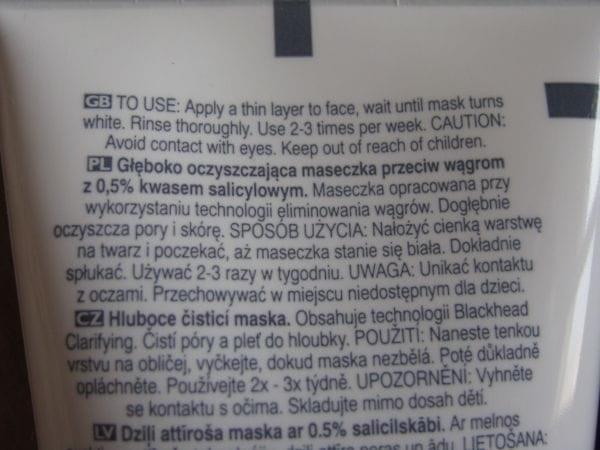 GB TO USE: Apply a thin layer to face, wait until mask turns
white. Rinse thoroughly. Use 2-3 times per week. CAUTION:
Avoid contact with eyes. Keep out of reach of children.
PL Głęboko oczyszczająca maseczka przeciw wągrom
z 0,5% kwasem salicylowym. Maseczka opracowana przy
wykorzystaniu technologii eliminowania wągrów. Dogłębnie
oczyszcza pory i skórę. SPOSÓB UŻYCIA: Nałożyć cienką warstwę
na twarz i poczekać, aż maseczka stanie się biała. Dokładnie
spłukać. Używać 2-3 razy w tygodniu. UWAGA: Unikać kontaktu
z oczami. Przechowywać w miejscu niedostępnym dla dzieci.
CZ Hluboce čisticí maska. Obsahuje technologii Blackhead
Clarifying. Čistí póry a pleť do hloubky. POUŽITÍ: Naneste tenkou
vrstvu na obličej, vyčkejte, dokud maska nezbělá. Poté důkladně
opláchněte. Používejte 2x - 3x týdně. UPOZORNĚNÍ: Vyhněte
se kontaktu s očima. Skladujte mimo dosah dětí.
LV Dziļi attīroša maska ar 0.5% salicilskābi. Ar melnos
poras un ādu. LIETOŠANA: